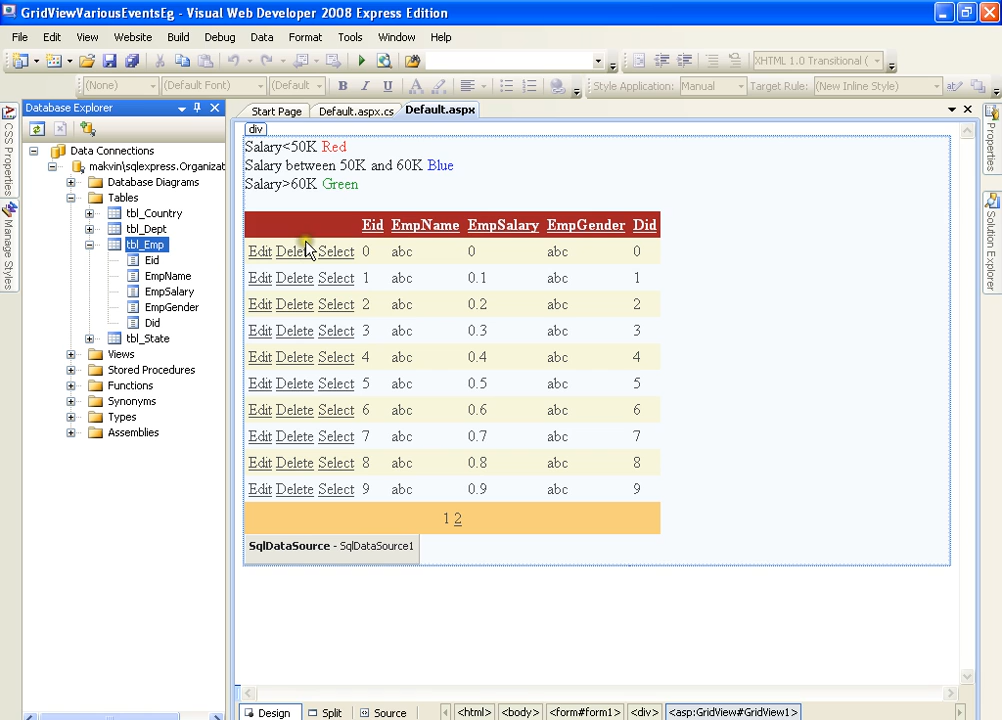 GridViewVariousEventsEg - Visual Web Developer 2008 Express Edition
File Edit View Website Build Debug Data Format Tools Window Help
XHTML 1.0 Transitional (
(None) (Default Font) (Default B I U A Style Application: Manual Target Rule: (New Inline Style)
Database Explorer
Start Page Default.aspx.cs Default.aspx
CSS Properties
Manage Styles
Data Connections
makvin\sqlexpress.Organizat
Database Diagrams
Tables
tbl_Country
tbl_Dept
tbl_Emp
Eid
EmpName
EmpSalary
EmpGender
Did
tbl_State
Views
Stored Procedures
Functions
Synonyms
Types
Assemblies
div
Salary<50K Red
Salary between 50K and 60K Blue
Salary>60K Green
Eid EmpName EmpSalary EmpGender Did
Edit Delete Select 0 abc 0 abc 0
Edit Delete Select 1 abc 0.1 abc 1
Edit Delete Select 2 abc 0.2 abc 2
Edit Delete Select 3 abc 0.3 abc 3
Edit Delete Select 4 abc 0.4 abc 4
Edit Delete Select 5 abc 0.5 abc 5
Edit Delete Select 6 abc 0.6 abc 6
Edit Delete Select 7 abc 0.7 abc 7
Edit Delete Select 8 abc 0.8 abc 8
Edit Delete Select 9 abc 0.9 abc 9
1 2
SqlDataSource - SqlDataSource1
Properties
Solution Explorer
Design Split Source <html> <body> <form#form1> <div> <asp:GridView#GridView1>